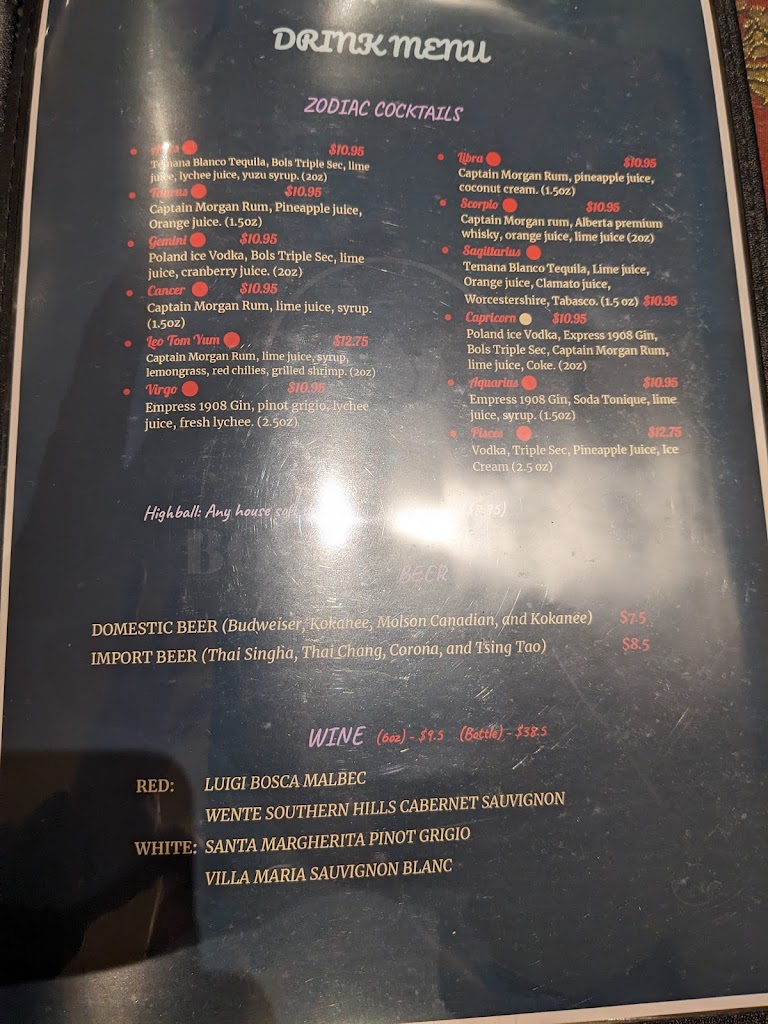 DRINK MENU
ZODIAC COCKTAILS
$10.95
Temana Blanco Tequila, Bols Triple Sec, lime
juice, lychee juice, yuzu syrup. (2oz)
Taurus $10.95
Captain Morgan Rum, Pineapple juice,
Orange juice. (1.5oz)
Gemini $10.95
Poland ice Vodka, Bols Triple Sec, lime
juice, cranberry juice. (2oz)
Cancer $10.95
Captain Morgan Rum, lime juice, syrup.
(1.5oz)
Leo Tom Yum $12.75
Captain Morgan Rum, lime juice, syrup,
lemongrass, red chilies, grilled shrimp. (2oz)
Virgo $10.95
Empress 1908 Gin, pinot grigio, lychee
juice, fresh lychee. (2.5oz)
Libra $10.95
Captain Morgan Rum, pineapple juice,
coconut cream. (1.5oz)
Scorpio $10.95
Captain Morgan rum, Alberta premium
whisky, orange juice, lime juice (2oz)
Sagittarius
Temana Blanco Tequila, Lime juice,
Orange juice, Clamato juice,
Worcestershire, Tabasco. (1.5 oz) $10.95
Capricorn $10.95
Poland ice Vodka, Express 1908 Gin,
Bols Triple Sec, Captain Morgan Rum,
lime juice, Coke. (2oz)
Aquarius $10.95
Empress 1908 Gin, Soda Tonique, lime
juice, syrup. (1.5oz)
Pisces $12.75
Vodka, Triple Sec, Pineapple Juice, Ice
Cream (2.5 oz)
Highball: Any house
BEER
DOMESTIC BEER (Budweiser, Kokanee, Molson Canadian, and Kokanee) $7.5
IMPORT BEER (Thai Singha, Thai Chang, Corona, and Tsing Tao) $8.5
WINE (6oz) - $9.5 (Bottle) - $38.5
RED: LUIGI BOSCA MALBEC
WENTE SOUTHERN HILLS CABERNET SAUVIGNON
WHITE: SANTA MARGHERITA PINOT GRIGIO
VILLA MARIA SAUVIGNON BLANC